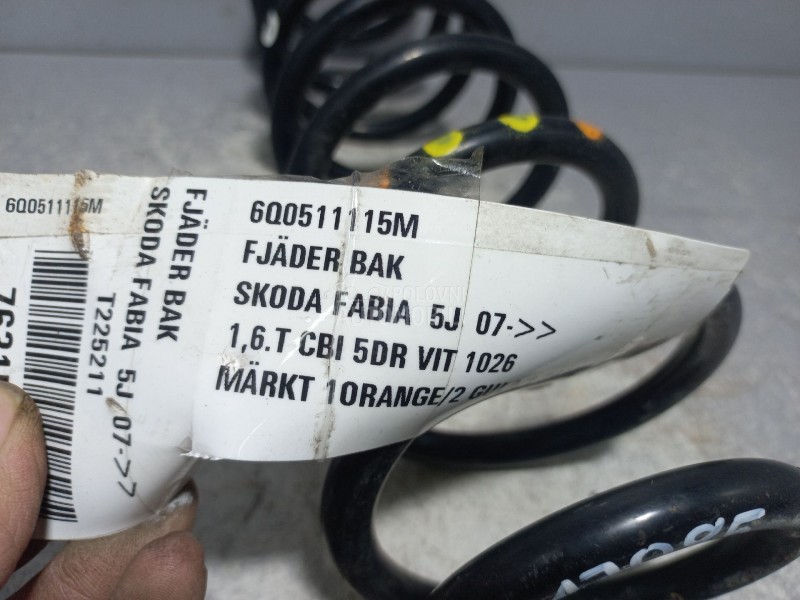 6Q0511115M
FJÄDER BAK
SKODA FABIA 5J 07->>
T225211
6Q0511115M
FJÄDER BAK
SKODA FABIA 5J 07->>
1,6.T CBI 5DR VIT 1026
MÄRKT 1ORANGE/2